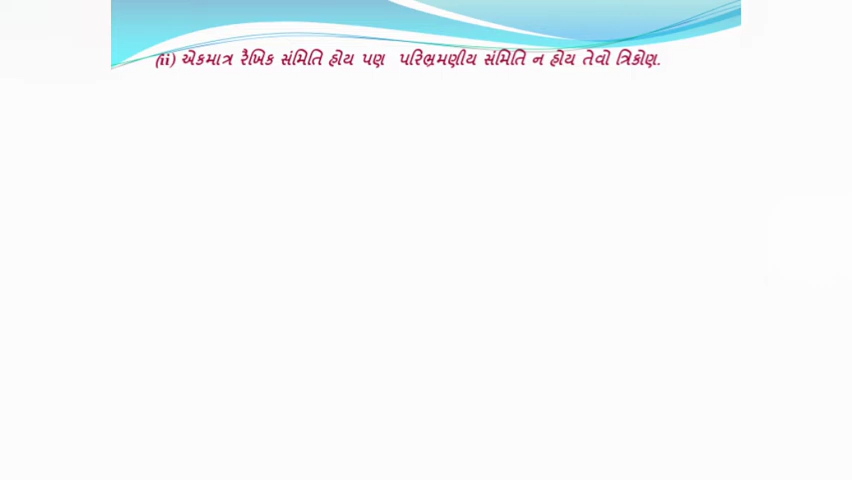 (ii) એકમાત્ર રૈખિક સંમિતિ હોય પણ પરિભ્રમણીય સંમિતિ ન હોય તેવો ત્રિકોણ.